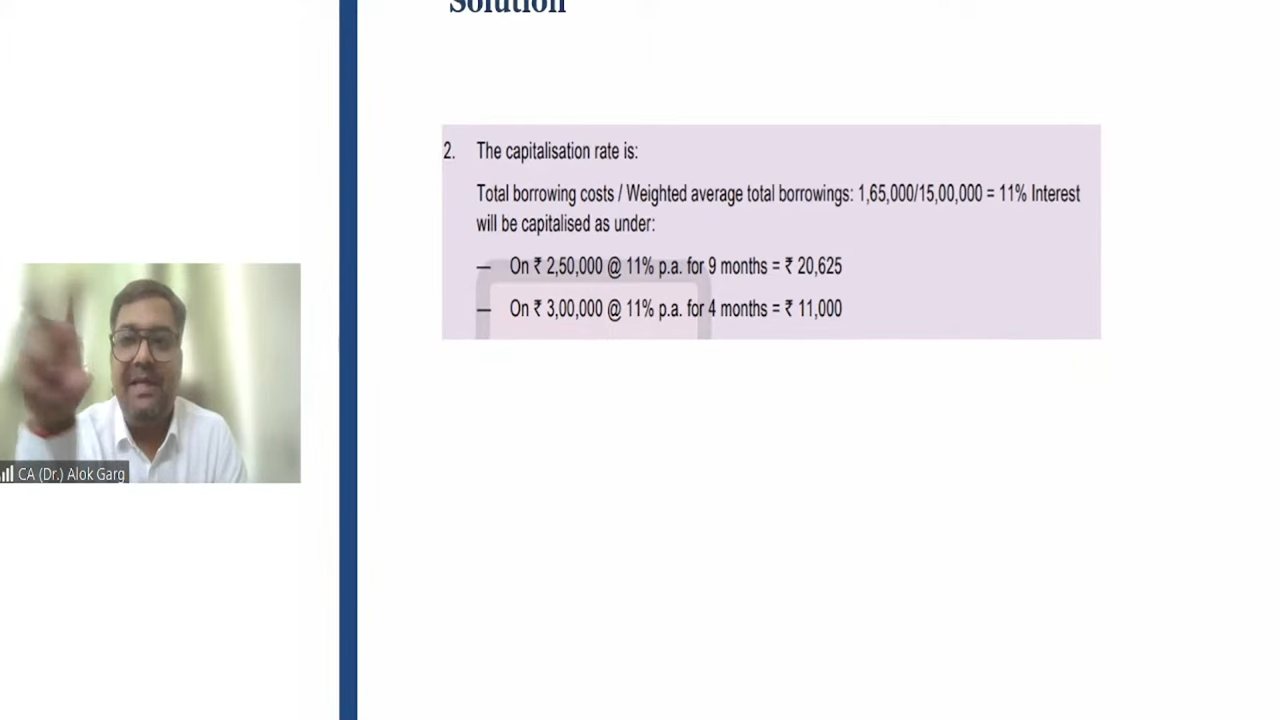 Solution
2. The capitalisation rate is:
Total borrowing costs / Weighted average total borrowings: 1,65,000/15,00,000 = 11% Interest
will be capitalised as under:
— On ₹ 2,50,000 @ 11% p.a. for 9 months = ₹ 20,625
— On ₹ 3,00,000 @ 11% p.a. for 4 months = ₹ 11,000
CA (Dr.) Alok Garg